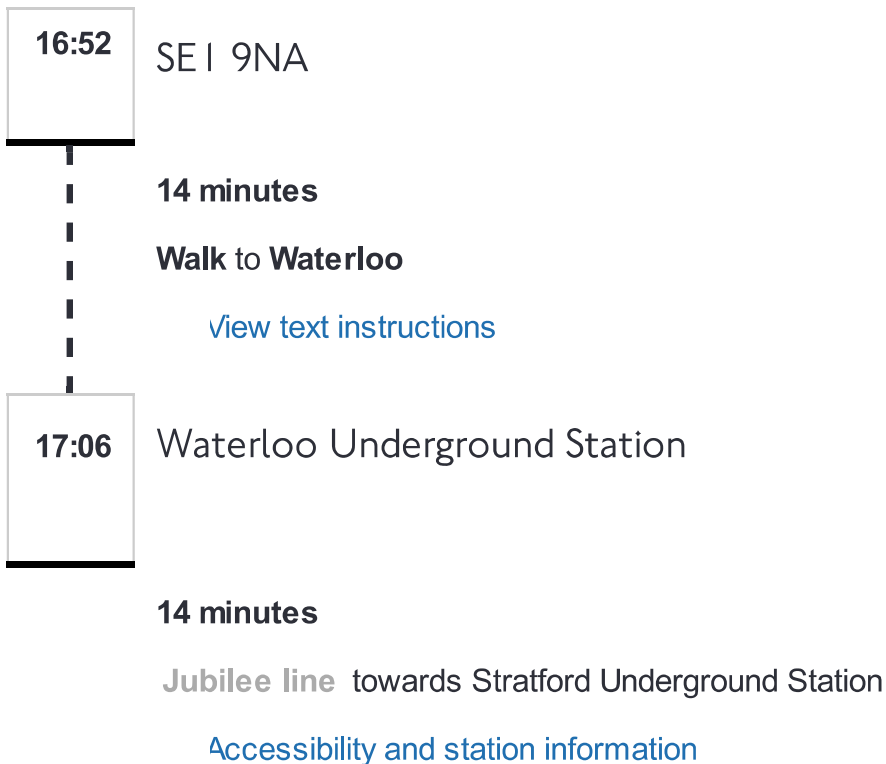 16:52 SE1 9NA
14 minutes
Walk to Waterloo
View text instructions
17:06 Waterloo Underground Station
14 minutes
Jubilee line towards Stratford Underground Station
Accessibility and station information